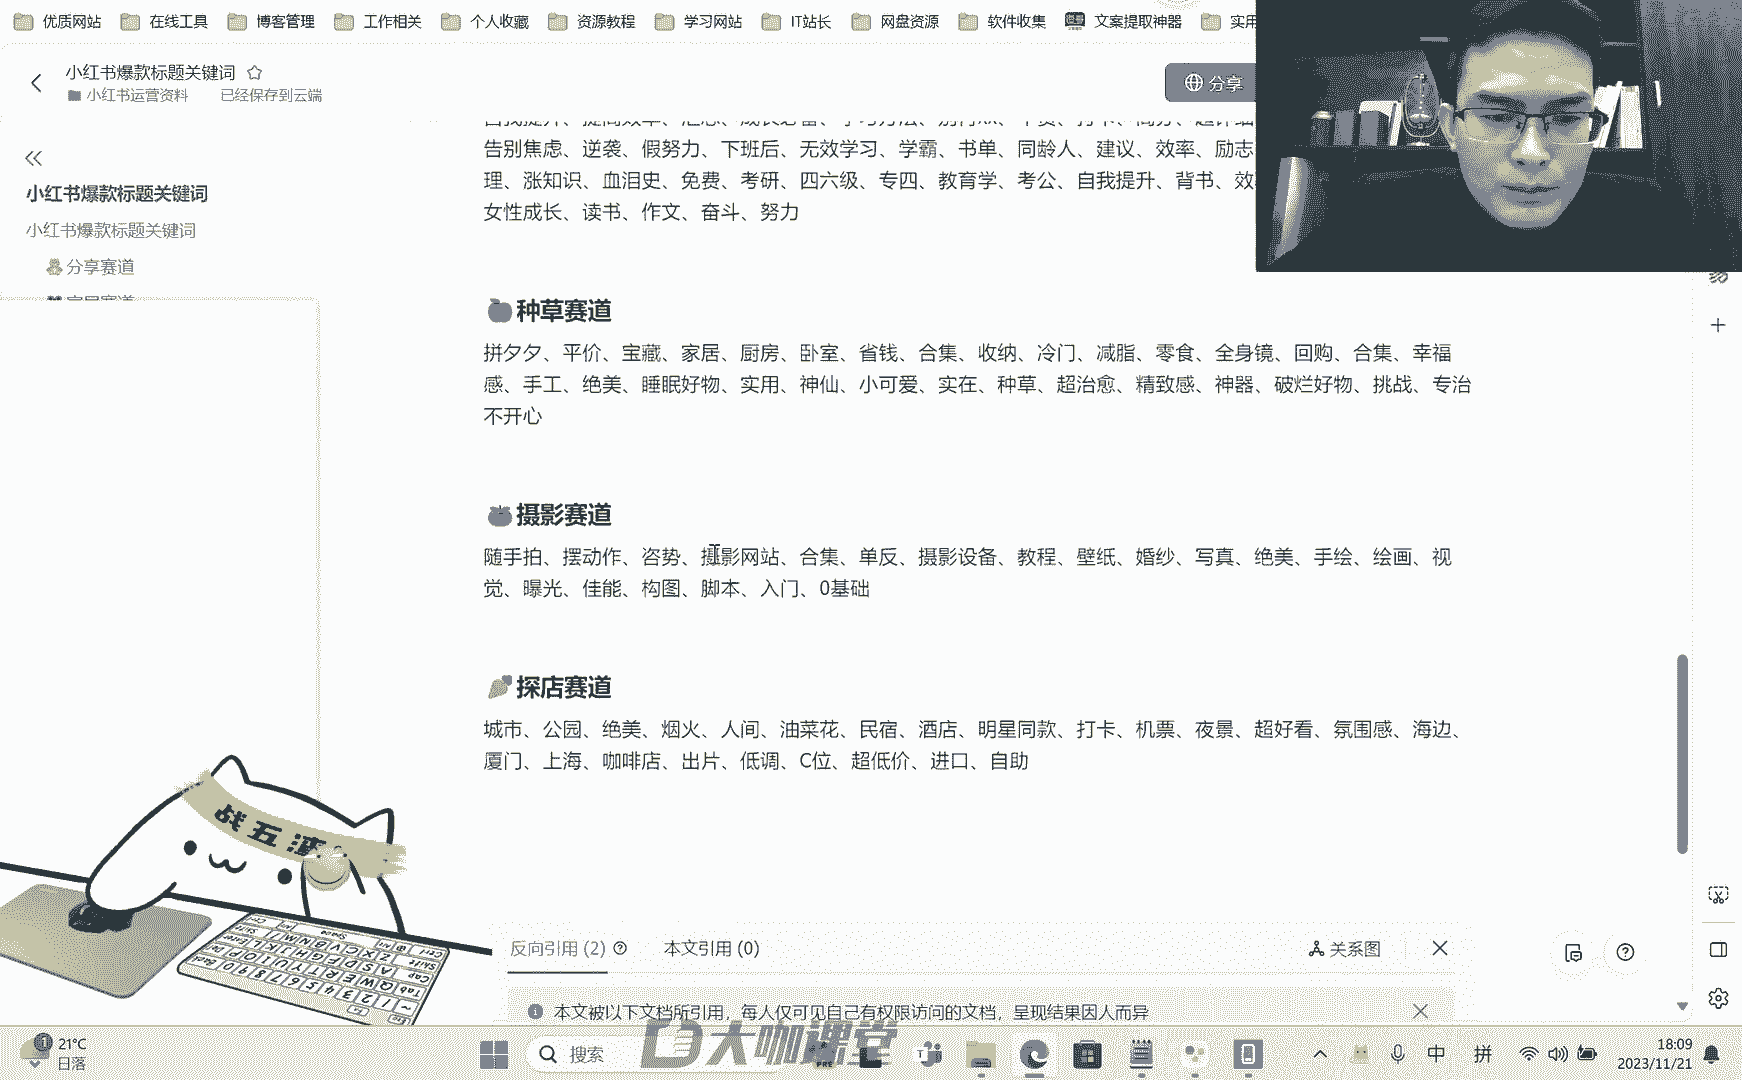 优质网站 在线工具 博客管理 工作相关 个人收藏 资源教程 学习网站 IT站长 网盘资源 软件收集 文案提取神器 实用
小红书爆款标题关键词
小红书运营资料 已经保存到云端
分享
告别焦虑、逆袭、假努力、下班后、无效学习、学霸、书单、同龄人、建议、效率、励志
小红书爆款标题关键词
理、涨知识、血泪史、免费、考研、四六级、专四、教育学、考公、自我提升、背书、效
女性成长、读书、作文、奋斗、努力
小红书爆款标题关键词
分享赛道
种草赛道
拼夕夕、平价、宝藏、家居、厨房、卧室、省钱、合集、收纳、冷门、减脂、零食、全身镜、回购、合集、幸福
感、手工、绝美、睡眠好物、实用、神仙、小可爱、实在、种草、超治愈、精致感、神器、破烂好物、挑战、专治
不开心
摄影赛道
随手拍、摆动作、咨势、摄影网站、合集、单反、摄影设备、教程、壁纸、婚纱、写真、绝美、手绘、绘画、视
觉、曝光、佳能、构图、脚本、入门、0基础
探店赛道
城市、公园、绝美、烟火、人间、油菜花、民宿、酒店、明星同款、打卡、机票、夜景、超好看、氛围感、海边、
厦门、上海、咖啡店、出片、低调、C位、超低价、进口、自助
战五渣
反向引用 (2) 本文引用 (0) 关系图
本文被以下文档所引用，每人仅可见自己有权限访问的文档，呈现结果因人而异
大咖课堂
1 21°C
日落
搜索
中 拼
18:09
2023/11/21